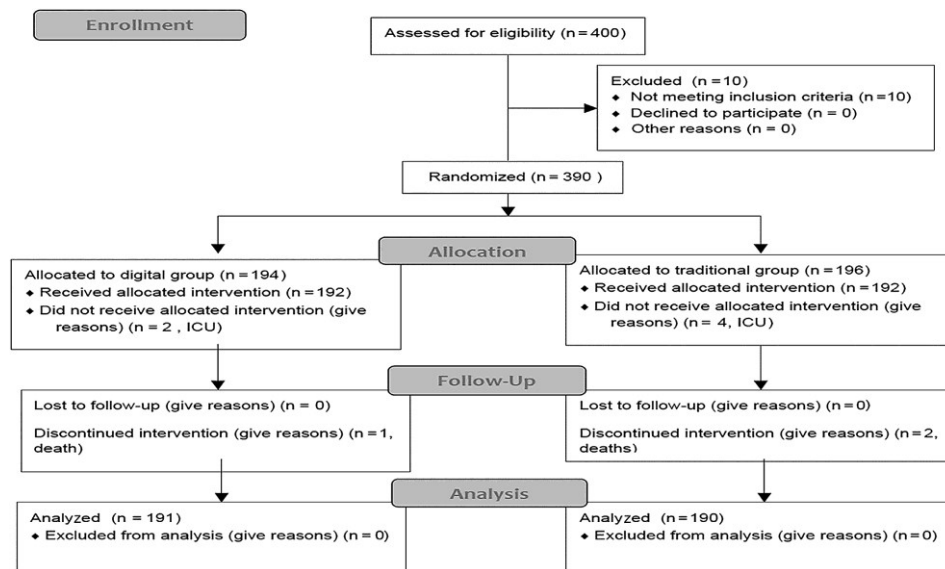 Enrollment
Assessed for eligibility (n = 400)
Excluded (n = 10)
◆ Not meeting inclusion criteria (n = 10)
◆ Declined to participate (n = 0)
◆ Other reasons (n = 0)
Randomized (n = 390 )
Allocation
Allocated to digital group (n = 194)
◆ Received allocated intervention (n = 192)
◆ Did not receive allocated intervention (give
reasons) (n = 2 , ICU)
Allocated to traditional group (n = 196)
◆ Received allocated intervention (n = 192)
◆ Did not receive allocated intervention (give
reasons) (n = 4, ICU)
Follow-Up
Lost to follow-up (give reasons) (n = 0)
Discontinued intervention (give reasons) (n = 1,
death)
Lost to follow-up (give reasons) (n = 0)
Discontinued intervention (give reasons) (n = 2,
deaths)
Analysis
Analyzed (n = 191)
◆ Excluded from analysis (give reasons) (n = 0)
Analyzed (n = 190)
◆ Excluded from analysis (give reasons) (n = 0)